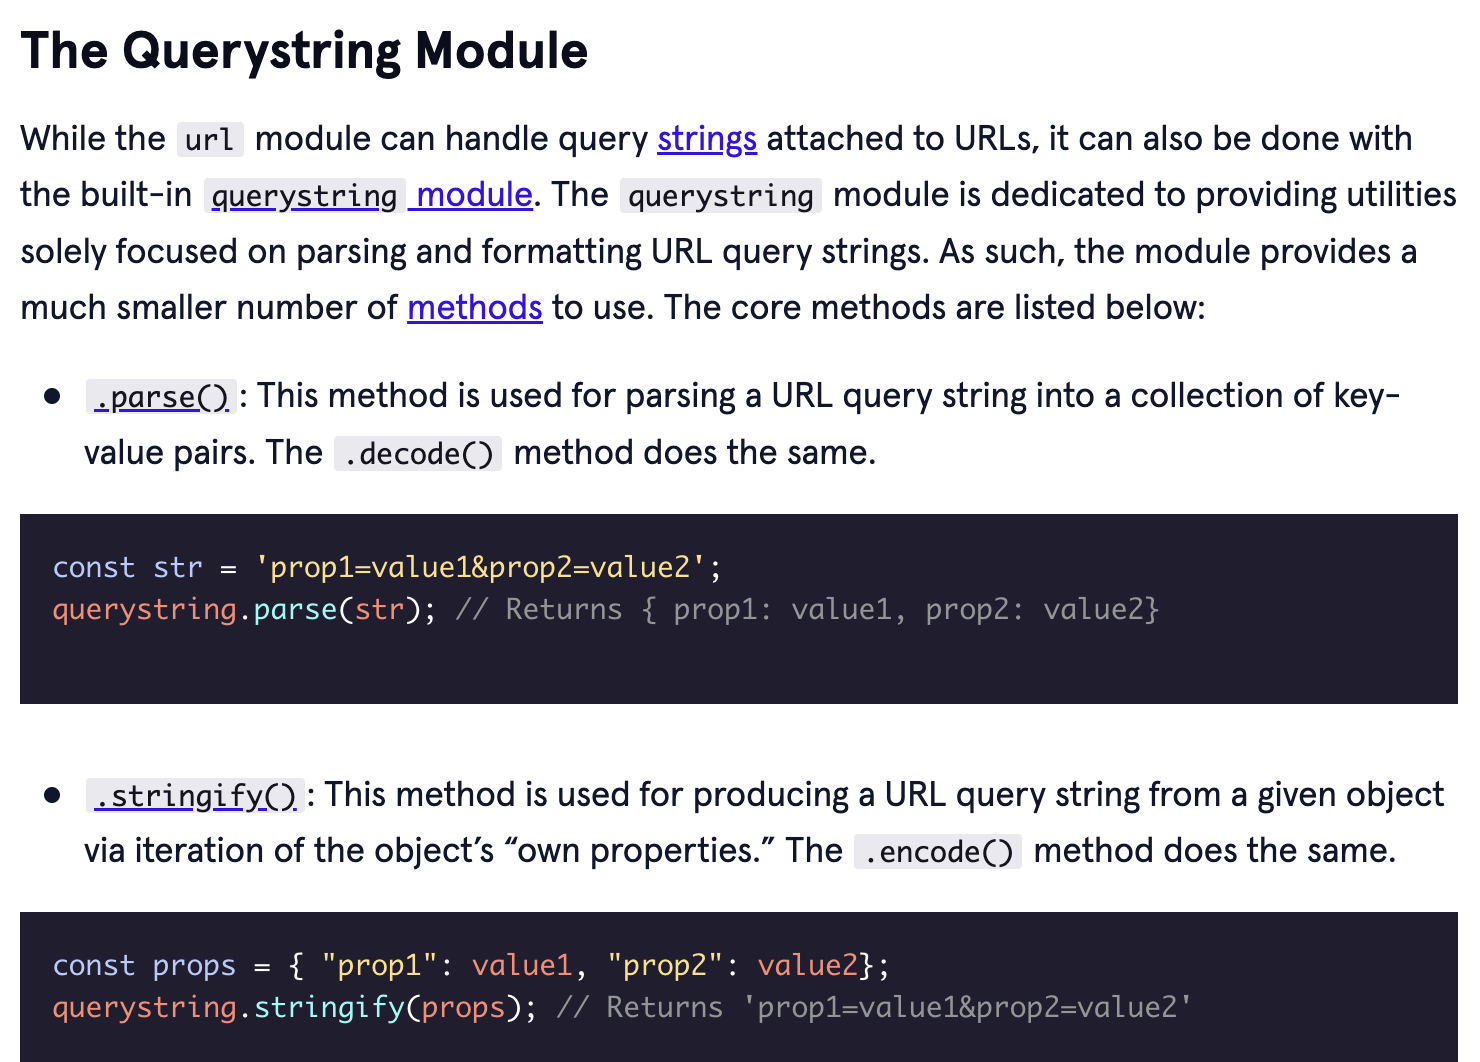 The Querystring Module
While the url module can handle query strings attached to URLs, it can also be done with
the built-in querystring module. The querystring module is dedicated to providing utilities
solely focused on parsing and formatting URL query strings. As such, the module provides a
much smaller number of methods to use. The core methods are listed below:
• .parse(): This method is used for parsing a URL query string into a collection of key-
value pairs. The .decode() method does the same.
const str = 'prop1=value1&prop2=value2';
querystring.parse(str); // Returns { prop1: value1, prop2: value2}
• .stringify(): This method is used for producing a URL query string from a given object
via iteration of the object’s “own properties.” The .encode() method does the same.
const props = { "prop1": value1, "prop2": value2};
querystring.stringify(props); // Returns 'prop1=value1&prop2=value2'